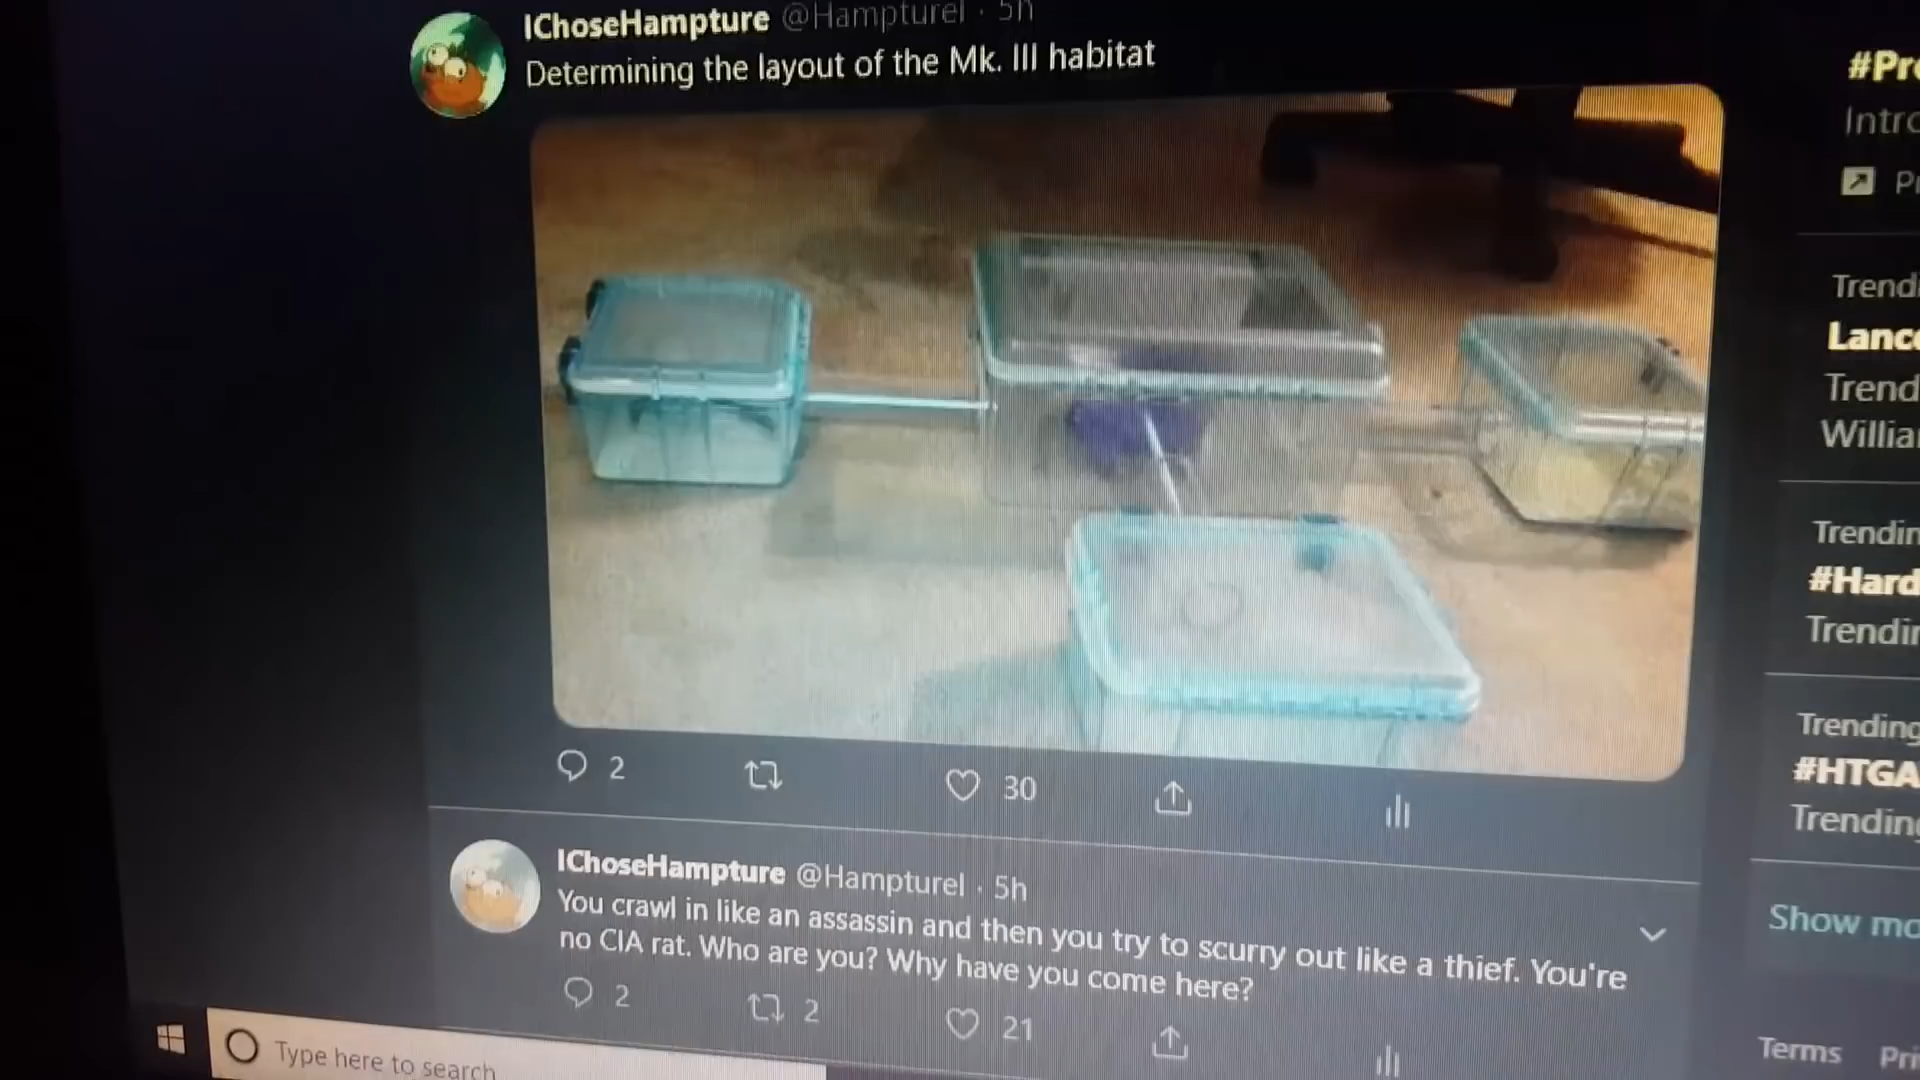 IChoseHampture @Hampturel · 5h
Determining the layout of the Mk. III habitat
2
30
IChoseHampture @Hampturel · 5h
You crawl in like an assassin and then you try to scurry out like a thief. You're
no CIA rat. Who are you? Why have you come here?
2 2 21
Type here to search
#Pr
Intr
P
Trend
Lanc
Trend
Willia
Trendin
#Hard
Trendin
Trending
#HTGA
Trending
Show mo
Terms Pri